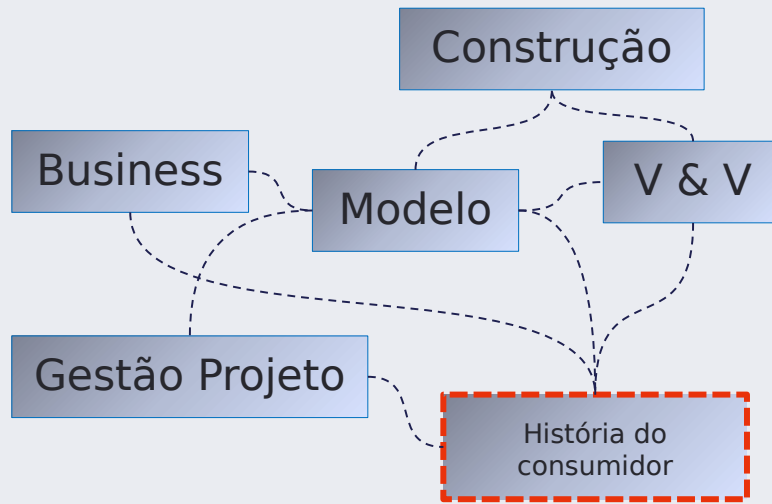 Construção
Business
V & V
Modelo
Gestão Projeto
História do
consumidor